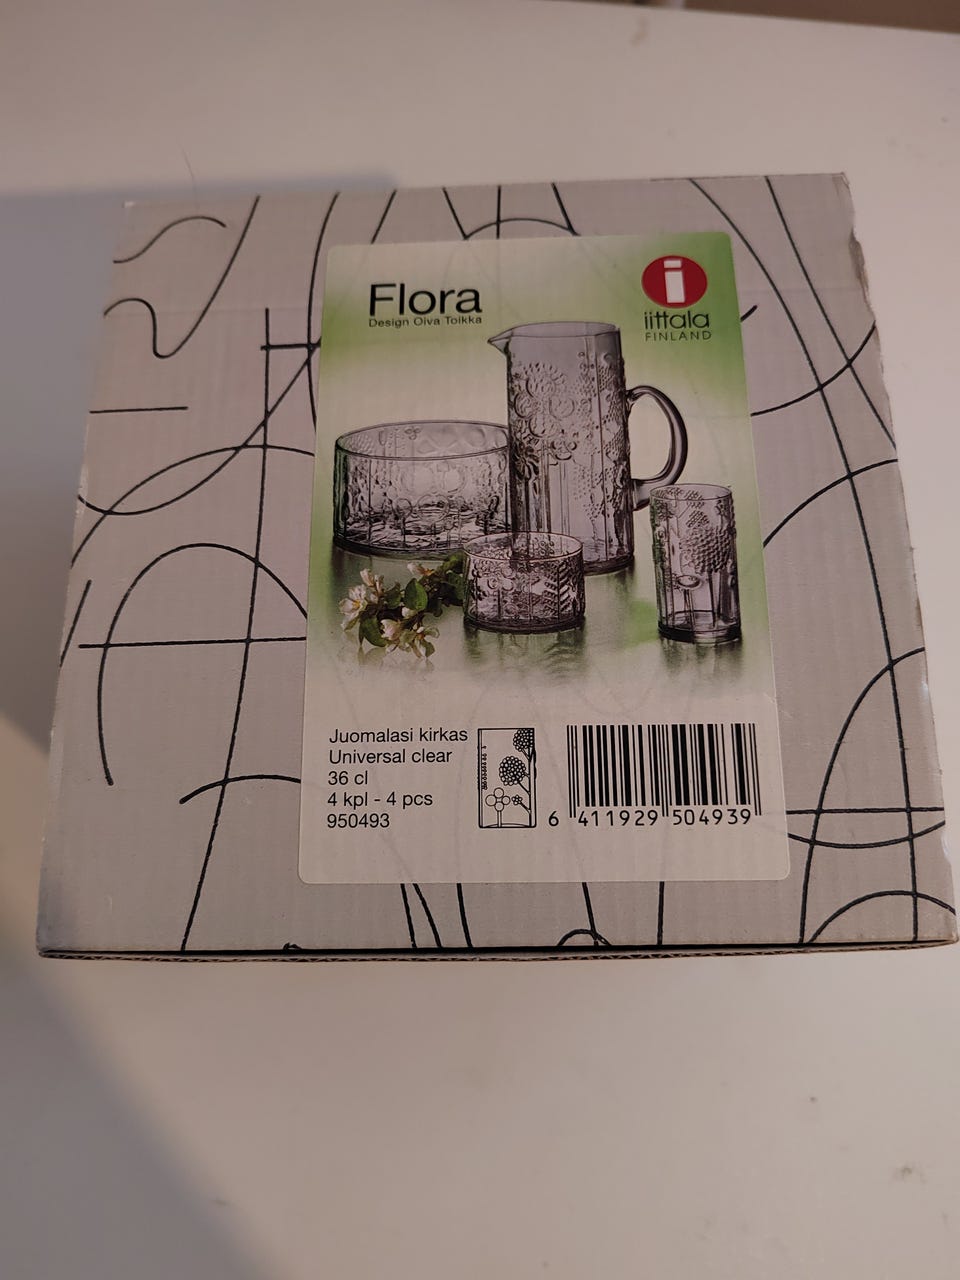 Flora
Design Oiva Toikka
i
iittala
FINLAND
Juomalasi kirkas
Universal clear
36 cl
4 kpl - 4 pcs
950493
6 411929 504939